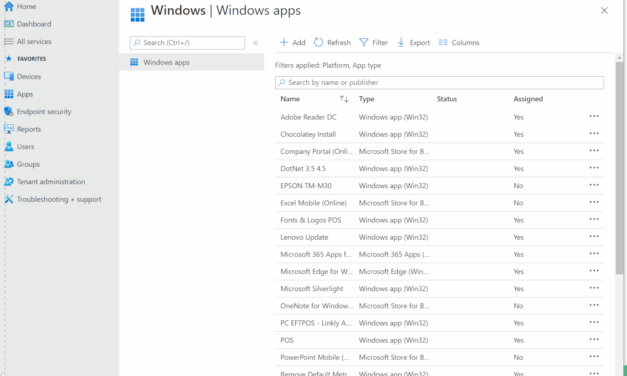 Home
Dashboard
All services
FAVORITES
Devices
Apps
Endpoint security
Reports
Users
Groups
Tenant administration
Troubleshooting + support
Windows | Windows apps
Search (Ctrl+/)
«
Windows apps
Add Refresh Filter Export Columns
Filters applied: Platform, App type
Search by name or publisher
Name Type Status Assigned
Adobe Reader DC Windows app (Win32) Yes
Chocolatey Install Windows app (Win32) Yes
Company Portal (Onli... Microsoft Store for B... Yes
DotNet 3.5 4.5 Windows app (Win32) Yes
EPSON TM-M30 Windows app (Win32) No
Excel Mobile (Online) Microsoft Store for B... No
Fonts & Logos POS Windows app (Win32) Yes
Lenovo Update Windows app (Win32) Yes
Microsoft 365 Apps f... Microsoft 365 Apps (... Yes
Microsoft Edge for W... Microsoft Edge (Win... Yes
Microsoft Silverlight Windows app (Win32) Yes
OneNote for Window... Microsoft Store for B... No
PC EFTPOS - Linkly A... Windows app (Win32) Yes
POS Windows app (Win32) Yes
PowerPoint Mobile (... Microsoft Store for B... No
Remove Default Metr... Windows app (Win32) Yes